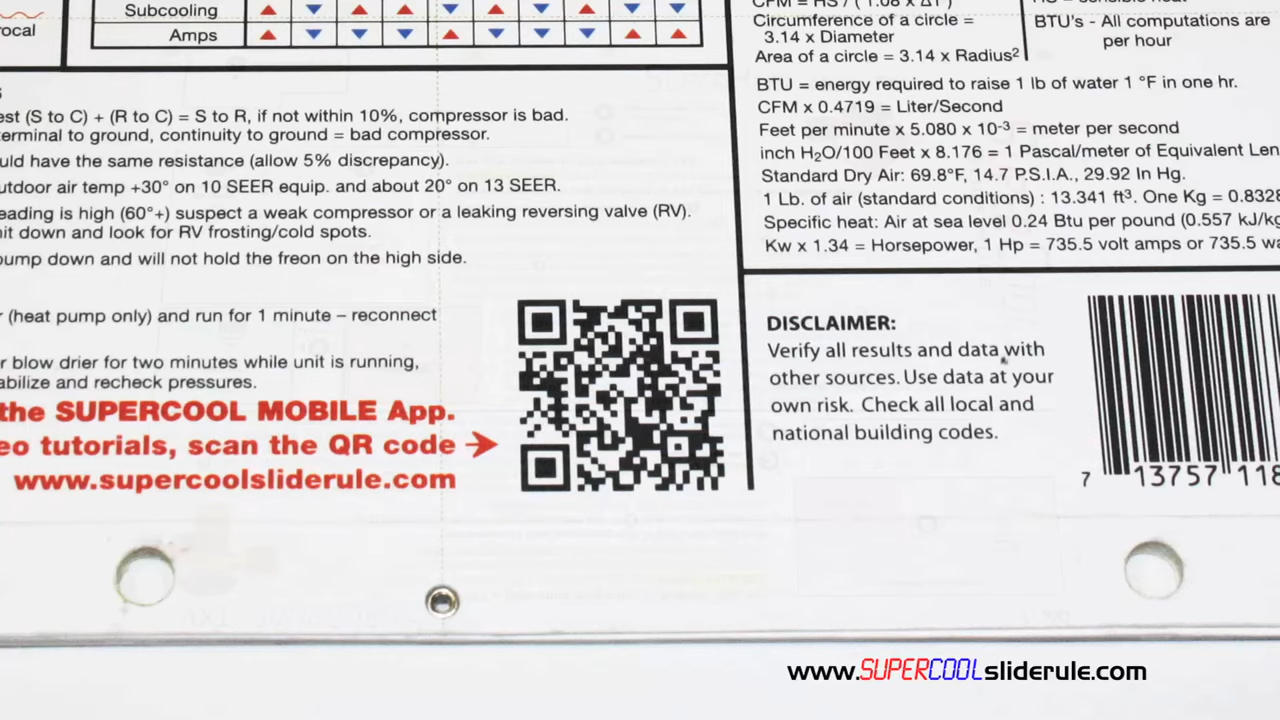 Subcooling
Amps
rocal
CFM = HS / ( 1.08 x ΔT )
Circumference of a circle =
3.14 x Diameter
Area of a circle = 3.14 x Radius²
BTU's - All computations are
per hour
BTU = energy required to raise 1 lb of water 1 °F in one hr.
CFM x 0.4719 = Liter/Second
Feet per minute x 5.080 x 10⁻³ = meter per second
inch H₂O/100 Feet x 8.176 = 1 Pascal/meter of Equivalent Len
Standard Dry Air: 69.8°F, 14.7 P.S.I.A., 29.92 In Hg.
1 Lb. of air (standard conditions) : 13.341 ft³. One Kg = 0.8328
Specific heat: Air at sea level 0.24 Btu per pound (0.557 kJ/kg
Kw x 1.34 = Horsepower, 1 Hp = 735.5 volt amps or 735.5 wa
est (S to C) + (R to C) = S to R, if not within 10%, compressor is bad.
erminal to ground, continuity to ground = bad compressor.
uld have the same resistance (allow 5% discrepancy).
utdoor air temp +30° on 10 SEER equip. and about 20° on 13 SEER.
eading is high (60°+) suspect a weak compressor or a leaking reversing valve (RV).
nit down and look for RV frosting/cold spots.
pump down and will not hold the freon on the high side.
r (heat pump only) and run for 1 minute – reconnect
r blow drier for two minutes while unit is running,
abilize and recheck pressures.
the SUPERCOOL MOBILE App.
eo tutorials, scan the QR code
www.supercoolsliderule.com
DISCLAIMER:
Verify all results and data with
other sources. Use data at your
own risk. Check all local and
national building codes.
7 13757 118
www.SUPERCOOLsliderule.com